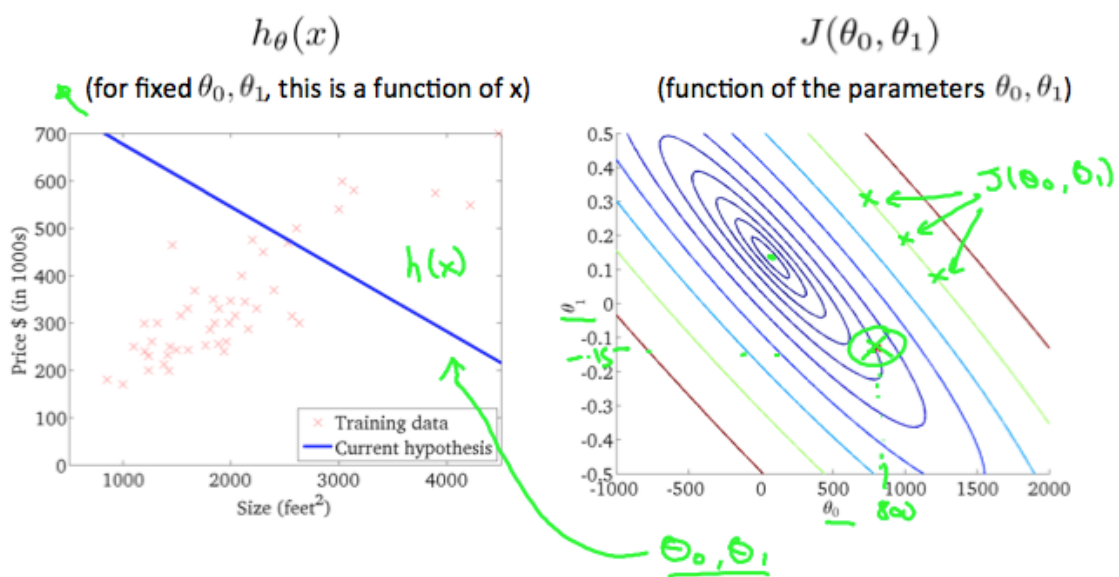 hθ(x)
(for fixed θ₀, θ₁, this is a function of x)
700
600
500
400
300
200
100
0
Price $ (in 1000s)
1000 2000 3000 4000
Size (feet²)
h(x)
Training data
Current hypothesis
J(θ₀, θ₁)
(function of the parameters θ₀, θ₁)
0.5
0.4
0.3
0.2
0.1
0
-0.1
-0.2
-0.3
-0.4
-0.5
θ₁
-.15
-1000 -500 0 500 1000 1500 2000
θ₀
800
J(θ₀, θ₁)
θ₀, θ₁